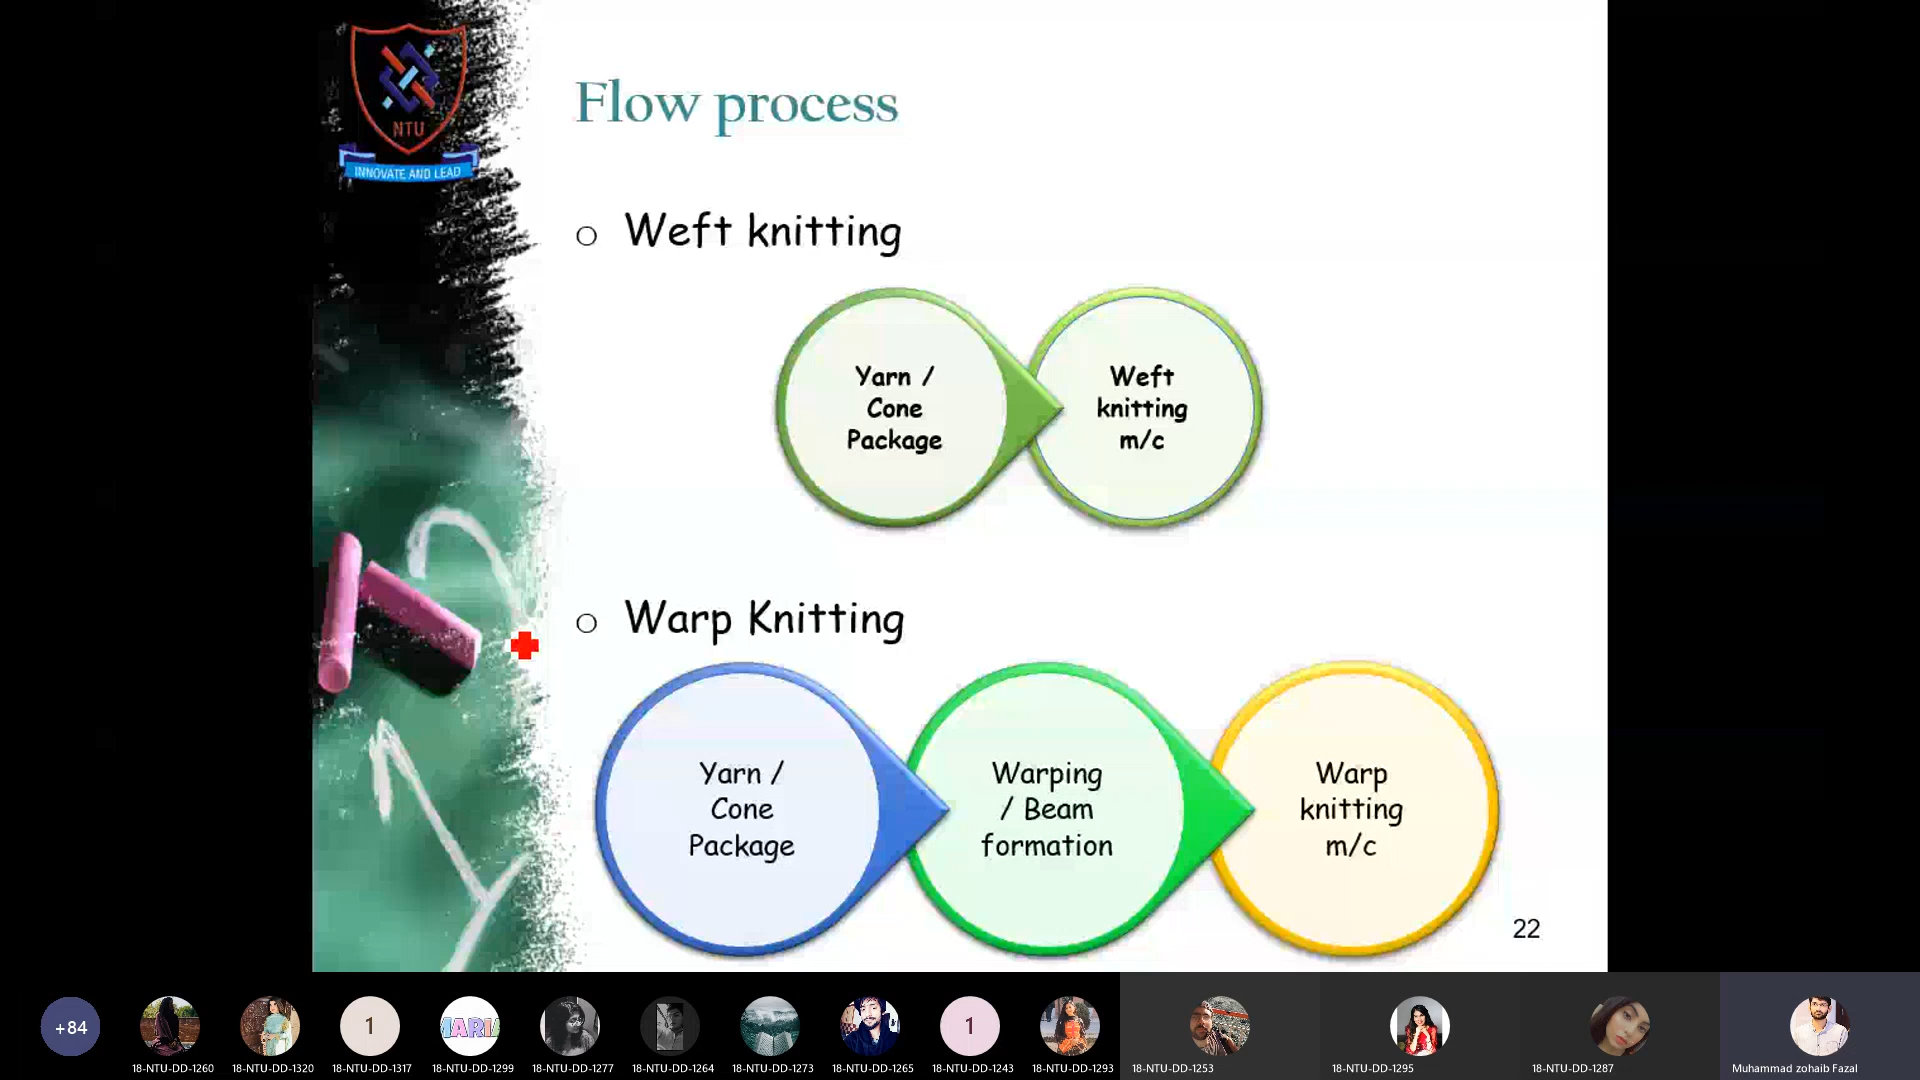 NTU
INNOVATE AND LEAD
Flow process
Weft knitting
Yarn /
Cone
Package
Weft
knitting
m/c
Warp Knitting
Yarn /
Cone
Package
Warping
/ Beam
formation
Warp
knitting
m/c
22
+84
1
MARIA
1
18-NTU-DD-1260
18-NTU-DD-1320
18-NTU-DD-1317
18-NTU-DD-1299
18-NTU-DD-1277
18-NTU-DD-1264
18-NTU-DD-1273
18-NTU-DD-1265
18-NTU-DD-1243
18-NTU-DD-1293
18-NTU-DD-1253
18-NTU-DD-1295
18-NTU-DD-1287
Muhammad zohaib Fazal